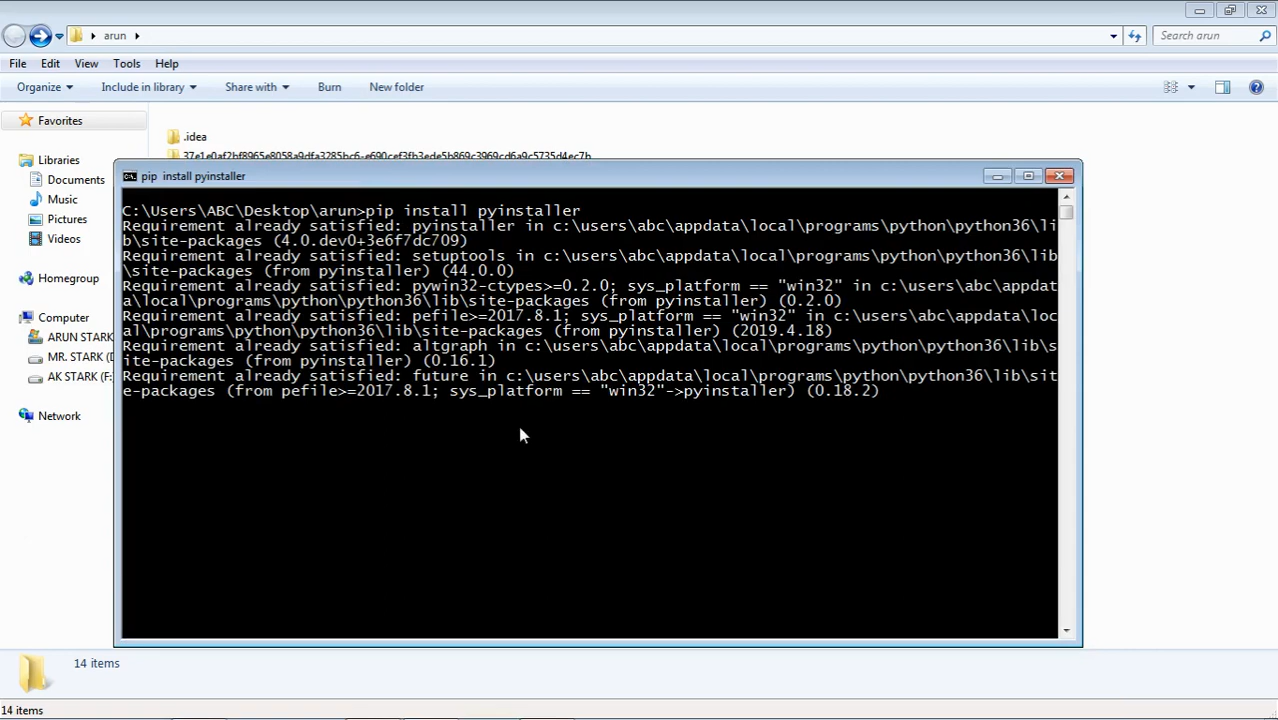 arun
Search arun
File Edit View Tools Help
Organize Include in library Share with Burn New folder
Favorites
.idea
Libraries
37e1e0af2bf8965e8058a9dfa3285bc6-e690cef3fb3ede5b869c3969cd6a9c5735d4ec7b
Documents
Music
Pictures
Videos
Homegroup
Computer
ARUN STARK
MR. STARK (D
AK STARK (F:
Network
pip install pyinstaller
C:\Users\ABC\Desktop\arun>pip install pyinstaller
Requirement already satisfied: pyinstaller in c:\users\abc\appdata\local\programs\python\python36\li
b\site-packages (4.0.dev0+3e6f7dc709)
Requirement already satisfied: setuptools in c:\users\abc\appdata\local\programs\python\python36\lib
\site-packages (from pyinstaller) (44.0.0)
Requirement already satisfied: pywin32-ctypes>=0.2.0; sys_platform == "win32" in c:\users\abc\appdat
a\local\programs\python\python36\lib\site-packages (from pyinstaller) (0.2.0)
Requirement already satisfied: pefile>=2017.8.1; sys_platform == "win32" in c:\users\abc\appdata\loc
al\programs\python\python36\lib\site-packages (from pyinstaller) (2019.4.18)
Requirement already satisfied: altgraph in c:\users\abc\appdata\local\programs\python\python36\lib\s
ite-packages (from pyinstaller) (0.16.1)
Requirement already satisfied: future in c:\users\abc\appdata\local\programs\python\python36\lib\sit
e-packages (from pefile>=2017.8.1; sys_platform == "win32"->pyinstaller) (0.18.2)
14 items
14 items